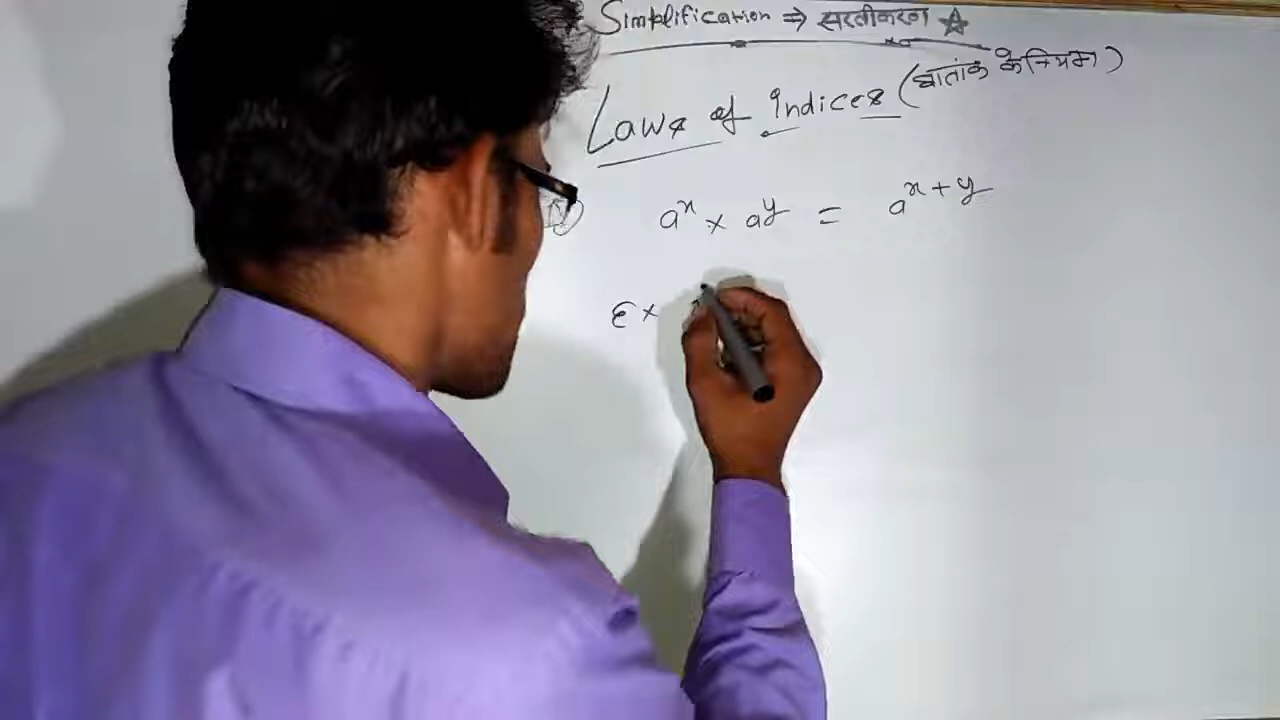 Simplification ⇒ सरलीकरण ☆
Laws of Indices (घातांक के नियम)
aˣ × aʸ = aˣ⁺ʸ
Ex